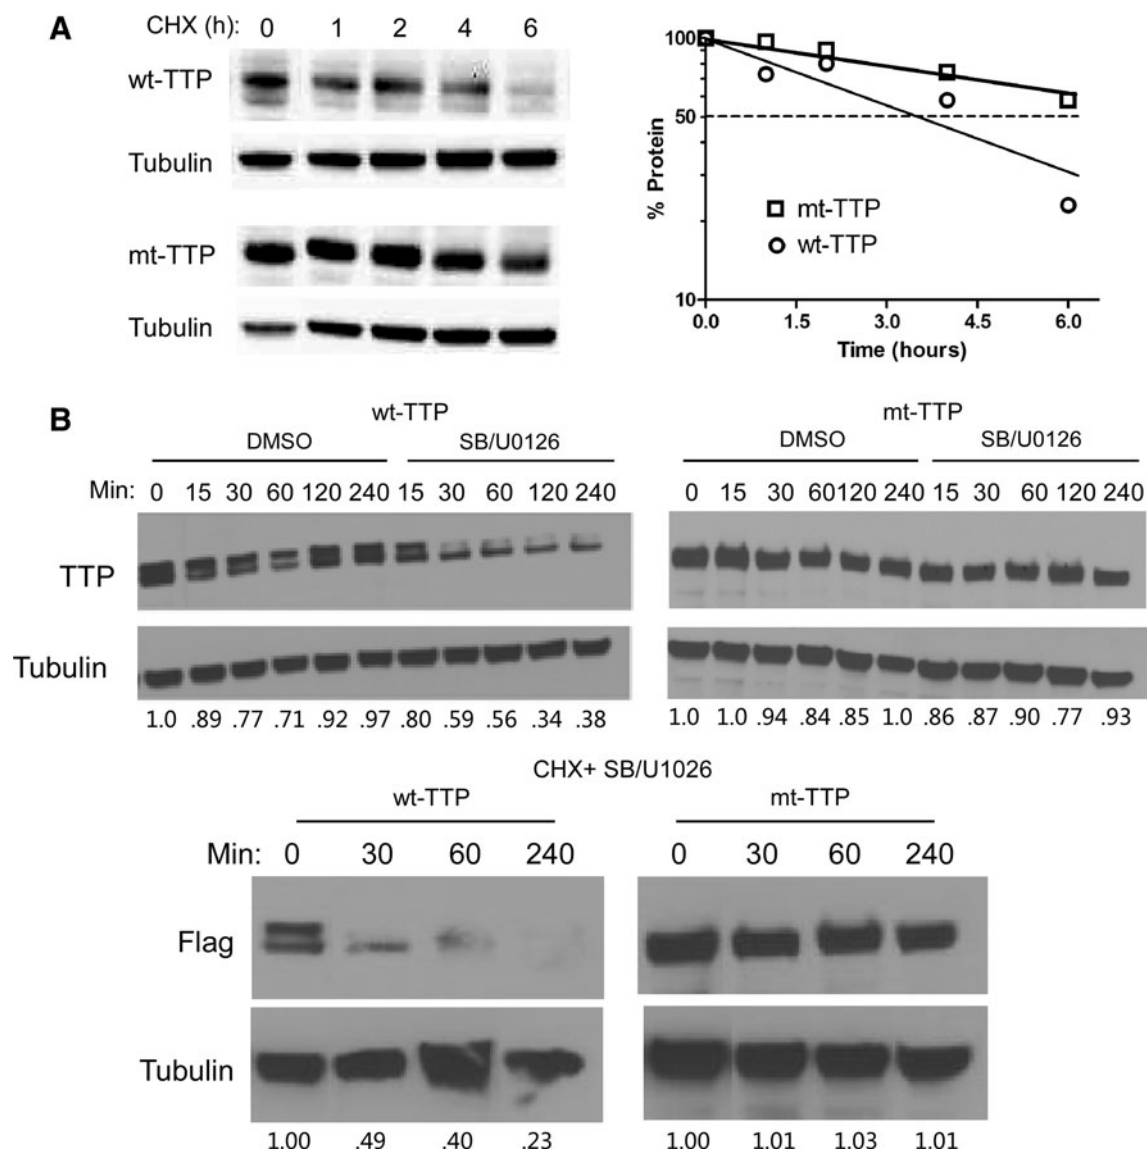 A
CHX (h): 0 1 2 4 6
wt-TTP
Tubulin
mt-TTP
Tubulin
100
50
10
% Protein
mt-TTP
wt-TTP
0.0 1.5 3.0 4.5 6.0
Time (hours)
B
wt-TTP mt-TTP
DMSO SB/U0126 DMSO SB/U0126
Min: 0 15 30 60 120 240 15 30 60 120 240 0 15 30 60 120 240 15 30 60 120 240
TTP
Tubulin
1.0 .89 .77 .71 .92 .97 .80 .59 .56 .34 .38 1.0 1.0 .94 .84 .85 1.0 .86 .87 .90 .77 .93
CHX+ SB/U1026
wt-TTP mt-TTP
Min: 0 30 60 240 0 30 60 240
Flag
Tubulin
1.00 .49 .40 .23 1.00 1.01 1.03 1.01